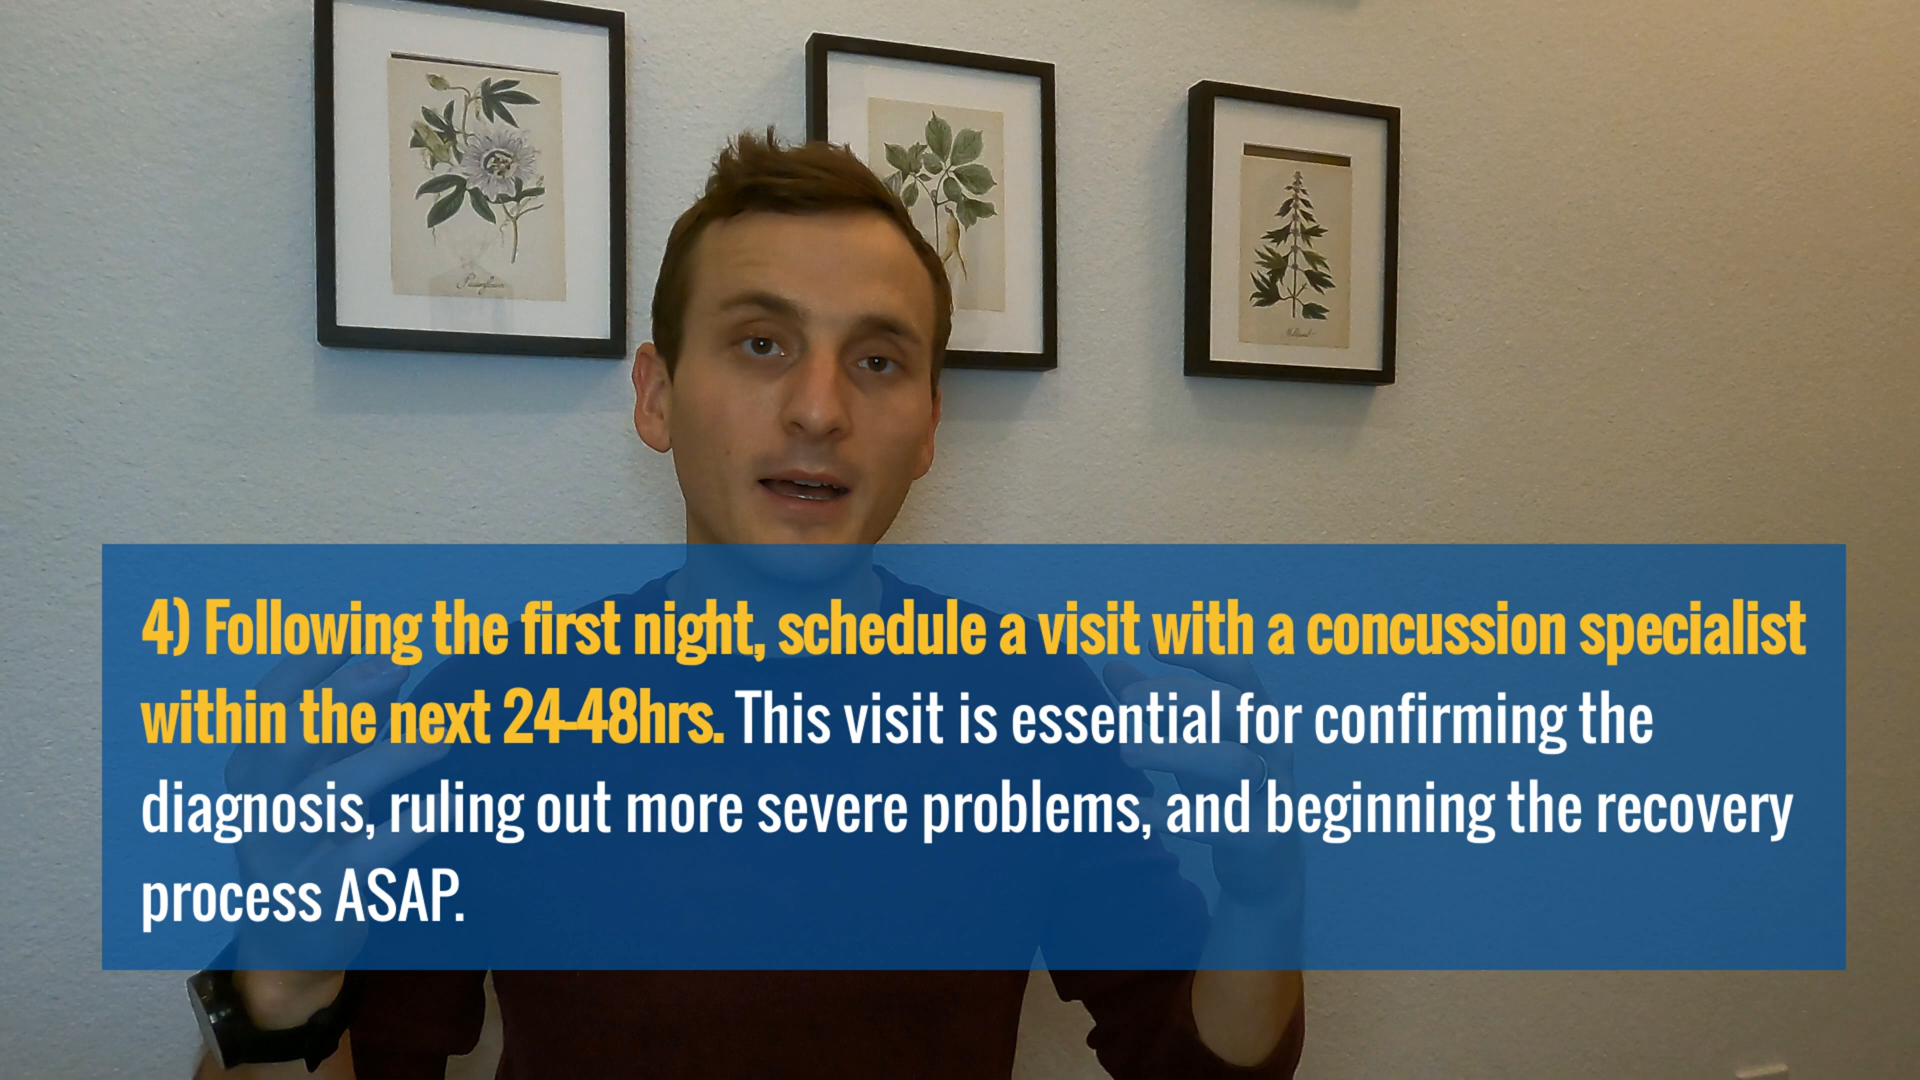 4) Following the first night, schedule a visit with a concussion specialist
within the next 24-48hrs. This visit is essential for confirming the
diagnosis, ruling out more severe problems, and beginning the recovery
process ASAP.